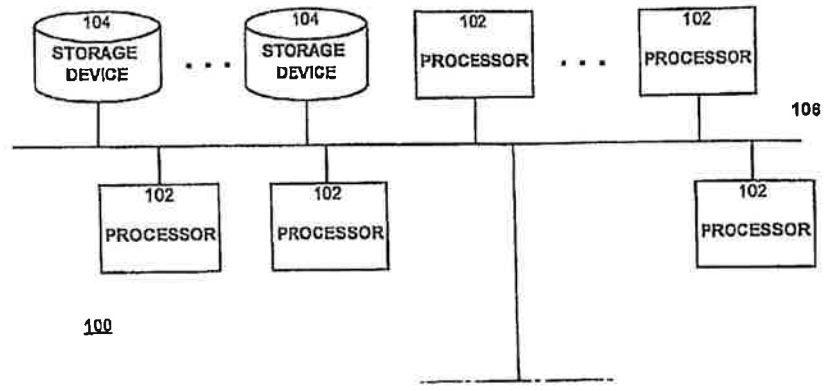 104
STORAGE
DEVICE
104
STORAGE
DEVICE
102
PROCESSOR
102
PROCESSOR
106
102
PROCESSOR
102
PROCESSOR
102
PROCESSOR
100